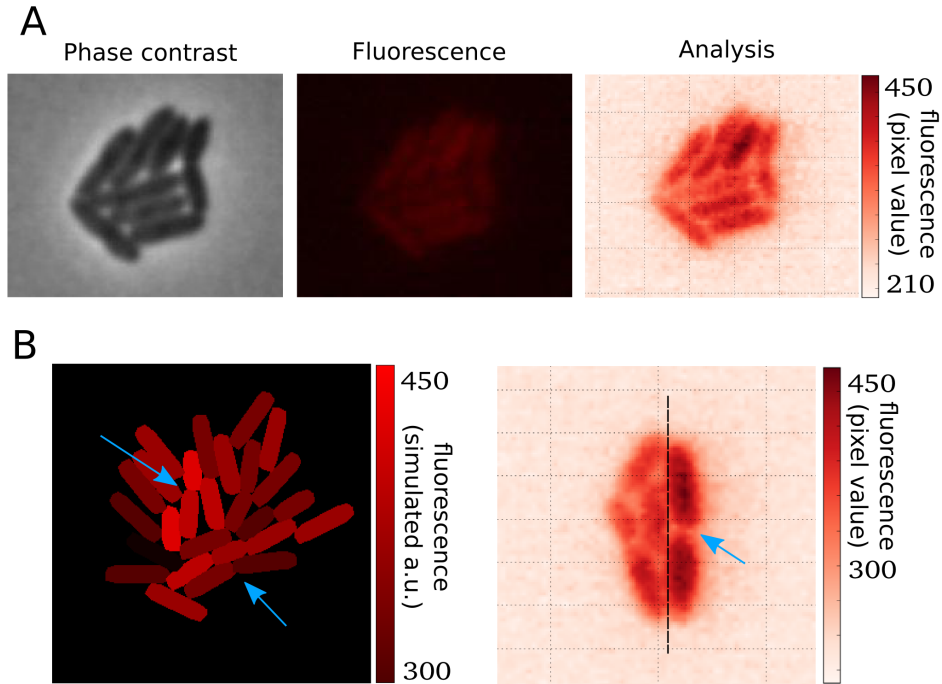 A
Phase contrast
Fluorescence
Analysis
450
210
fluorescence
(pixel value)
B
450
300
fluorescence
(simulated a.u.)
450
300
fluorescence
(pixel value)